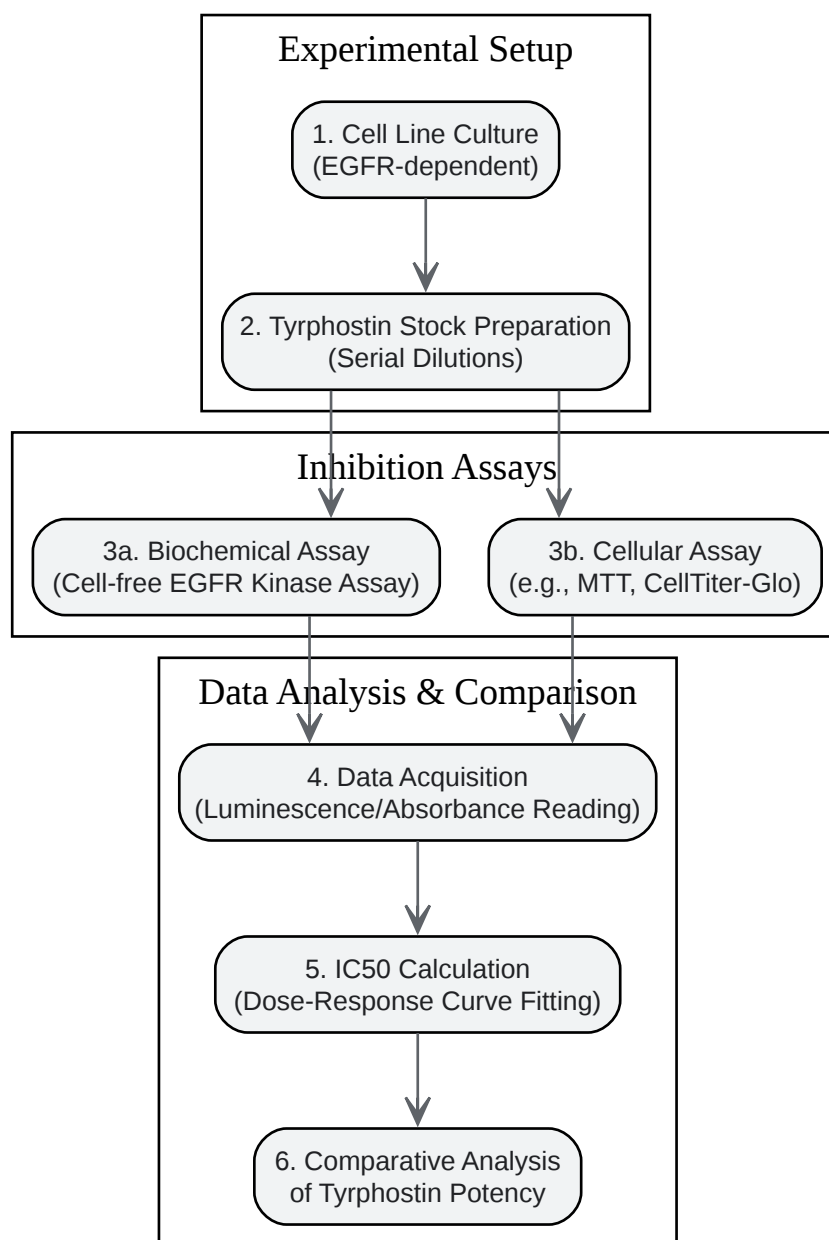 Experimental Setup
1. Cell Line Culture
(EGFR-dependent)
2. Tyrphostin Stock Preparation
(Serial Dilutions)
Inhibition Assays
3a. Biochemical Assay
(Cell-free EGFR Kinase Assay)
3b. Cellular Assay
(e.g., MTT, CellTiter-Glo)
Data Analysis & Comparison
4. Data Acquisition
(Luminescence/Absorbance Reading)
5. IC50 Calculation
(Dose-Response Curve Fitting)
6. Comparative Analysis
of Tyrphostin Potency